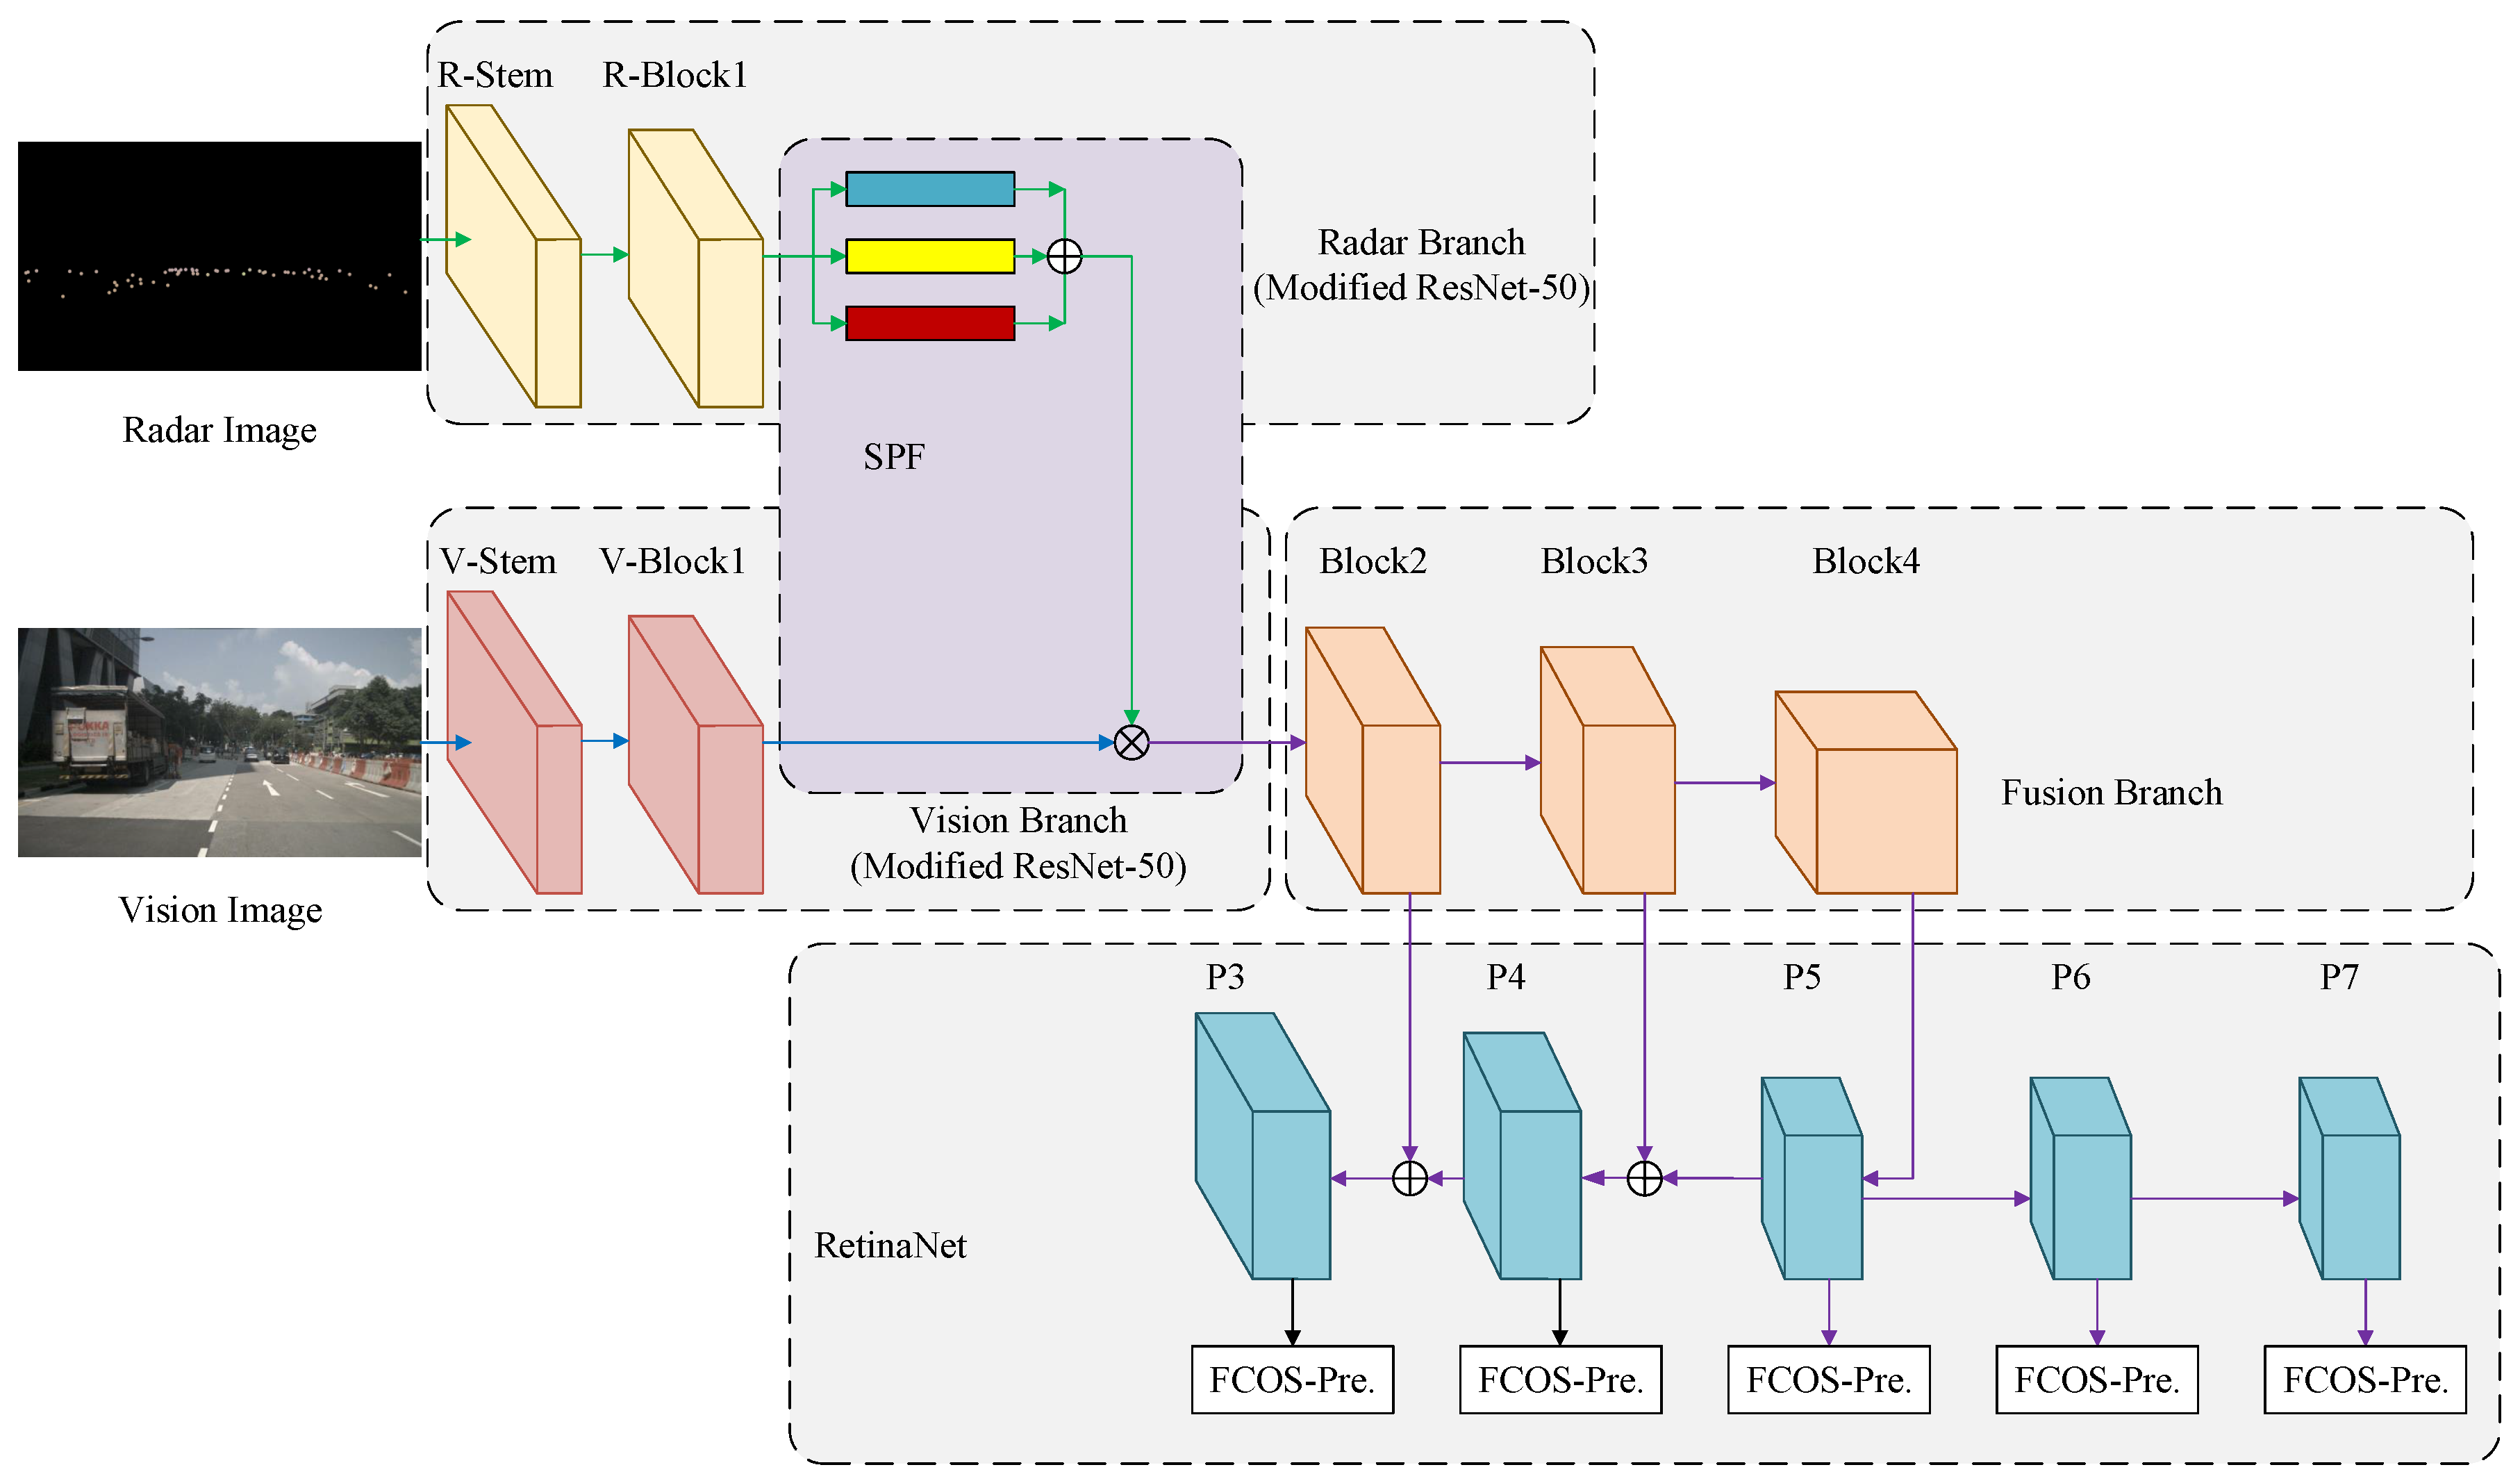 R-Stem
R-Block1
Radar Branch
(Modified ResNet-50)
Radar Image
SPF
V-Stem
V-Block1
Block2
Block3
Block4
Fusion Branch
Vision Branch
(Modified ResNet-50)
Vision Image
P3
P4
P5
P6
P7
RetinaNet
FCOS-Pre.
FCOS-Pre.
FCOS-Pre.
FCOS-Pre.
FCOS-Pre.